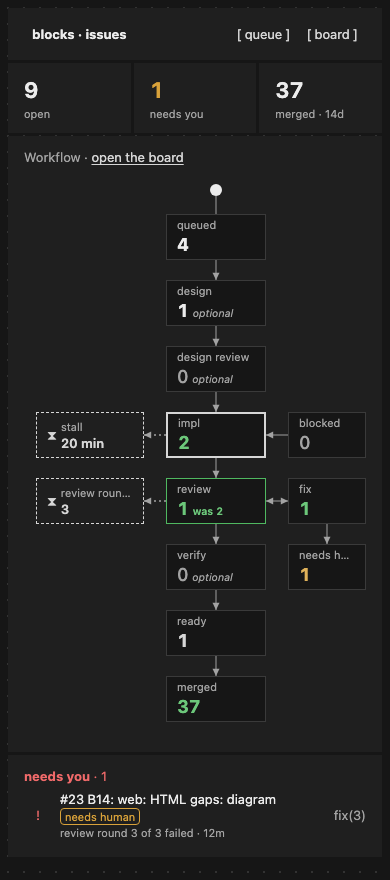 blocks · issues [ queue ] [ board ]
9 1 37
open needs you merged · 14d
Workflow · open the board
queued
4
design
1 optional
design review
0 optional
stall impl blocked
20 min 2 0
review roun... review fix
3 1 was 2 1
verify needs h...
0 optional 1
ready
1
merged
37
needs you · 1
#23 B14: web: HTML gaps: diagram
! needs human fix(3)
review round 3 of 3 failed · 12m